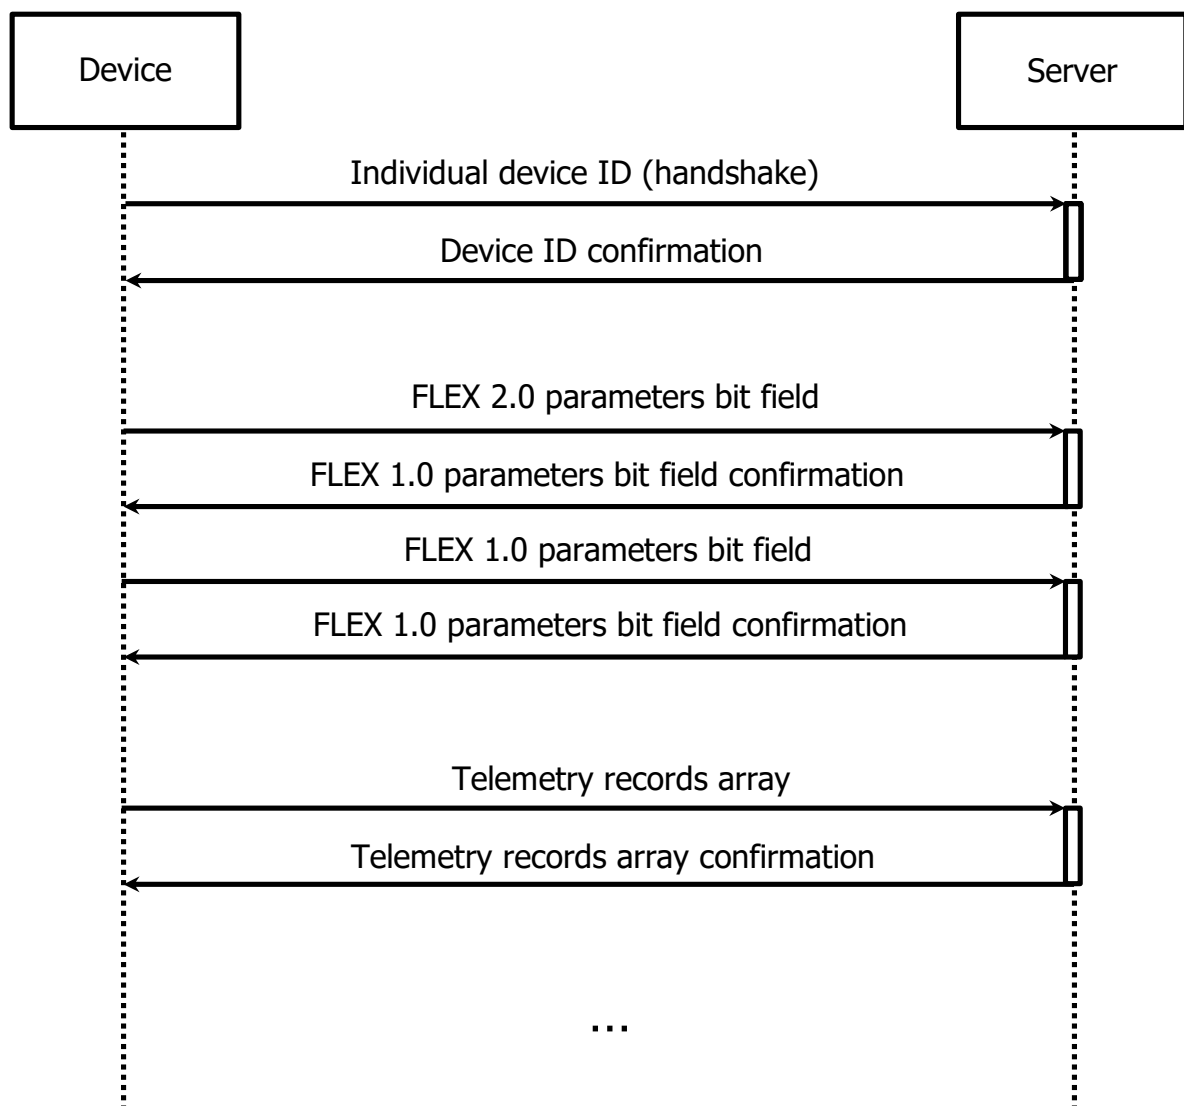 Device
Server
Individual device ID (handshake)
Device ID confirmation
FLEX 2.0 parameters bit field
FLEX 1.0 parameters bit field confirmation
FLEX 1.0 parameters bit field
FLEX 1.0 parameters bit field confirmation
Telemetry records array
Telemetry records array confirmation
...